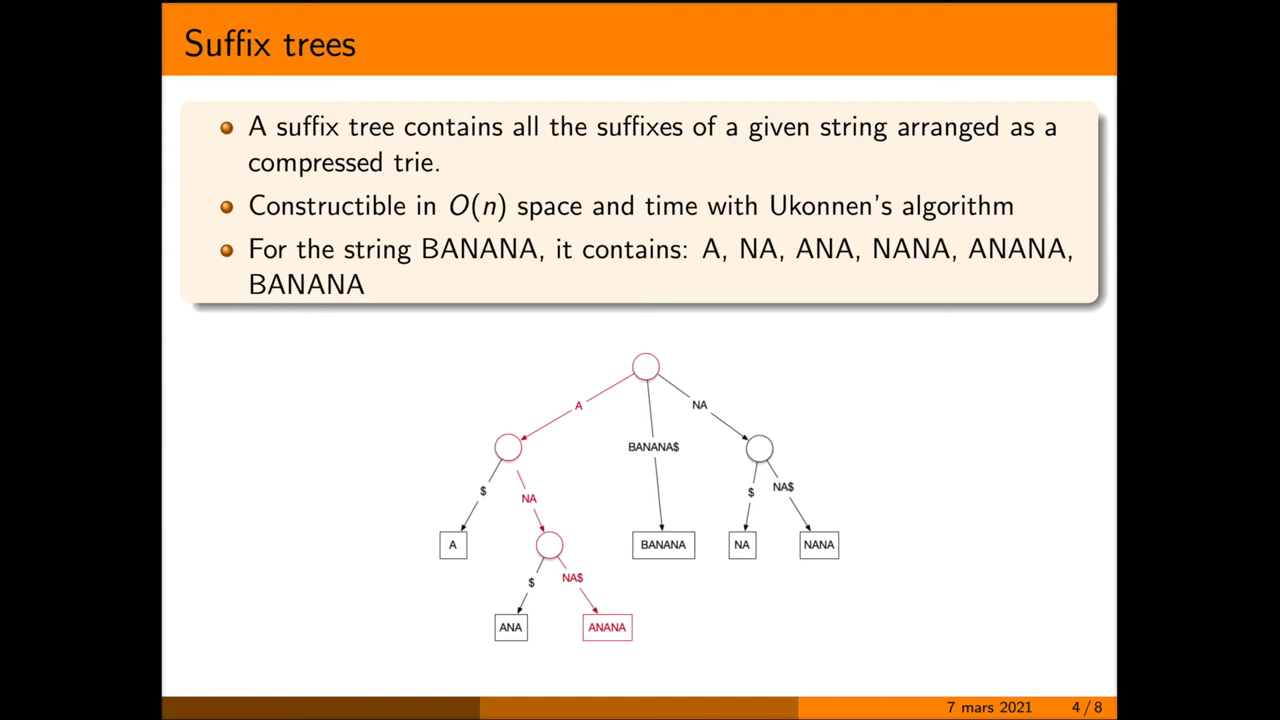 Suffix trees
A suffix tree contains all the suffixes of a given string arranged as a
compressed trie.
Constructible in O(n) space and time with Ukonnen's algorithm
For the string BANANA, it contains: A, NA, ANA, NANA, ANANA,
BANANA
A
NA
BANANA$
$
NA
$
NA$
A
BANANA
NA
NANA
$
NA$
ANA
ANANA
7 mars 2021
4 / 8